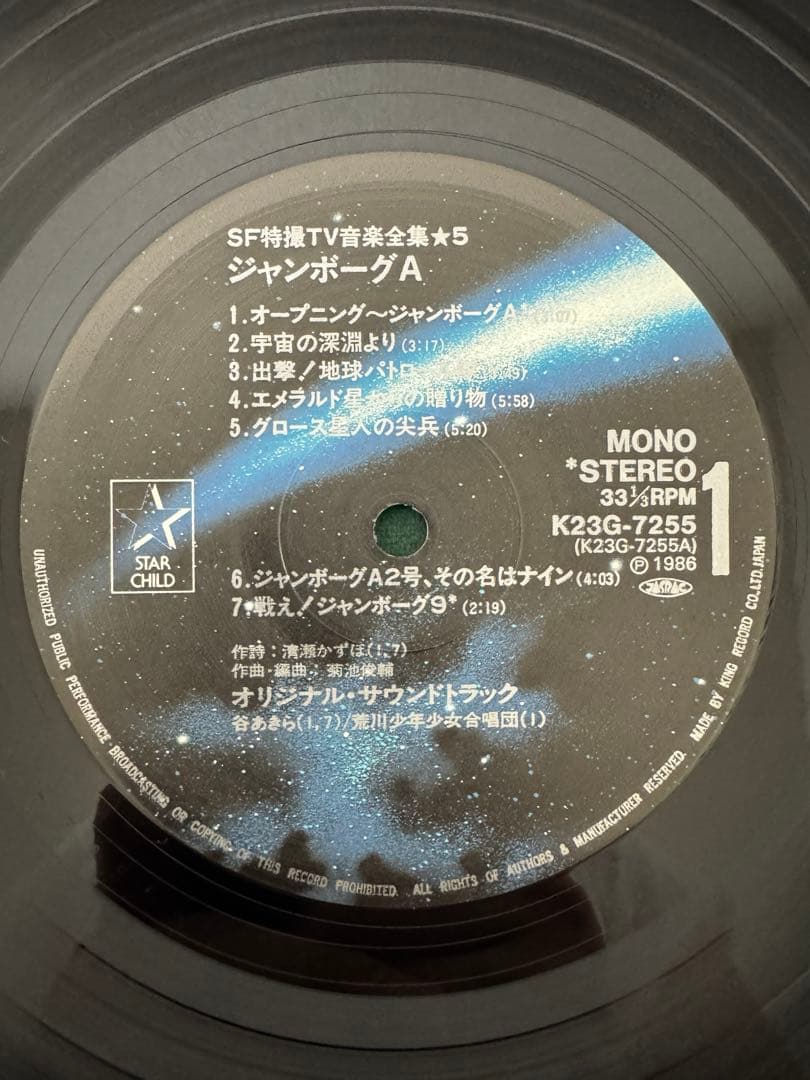 SF特撮TV音楽全集★5
ジャンボーグA
1.オープニング〜ジャンボーグA*(3:07)
2.宇宙の深淵より(3:17)
3.出撃!地球パトロ
4.エメラルド星からの贈り物(5:58)
5.グロース星人の尖兵(5:20)
MONO
*STEREO
33⅓RPM
1
K23G-7255
(K23G-7255A)
Ⓟ1986
JASRAC
STAR
CHILD
6.ジャンボーグA2号、その名はナイン(4:03)
7.戦え!ジャンボーグ9*(2:19)
作詩:濱瀬かずほ(1,7)
作曲・編曲:菊池俊輔
オリジナル・サウンドトラック
谷あきら(1,7)/荒川少年少女合唱団(1)
UNAUTHORIZED PUBLIC PERFORMANCE BROADCASTING OR COPYING OF THIS RECORD PROHIBITED. ALL RIGHTS OF AUTHORS & MANUFACTURER RESERVED. MADE BY KING RECORD CO.,LTD.JAPAN